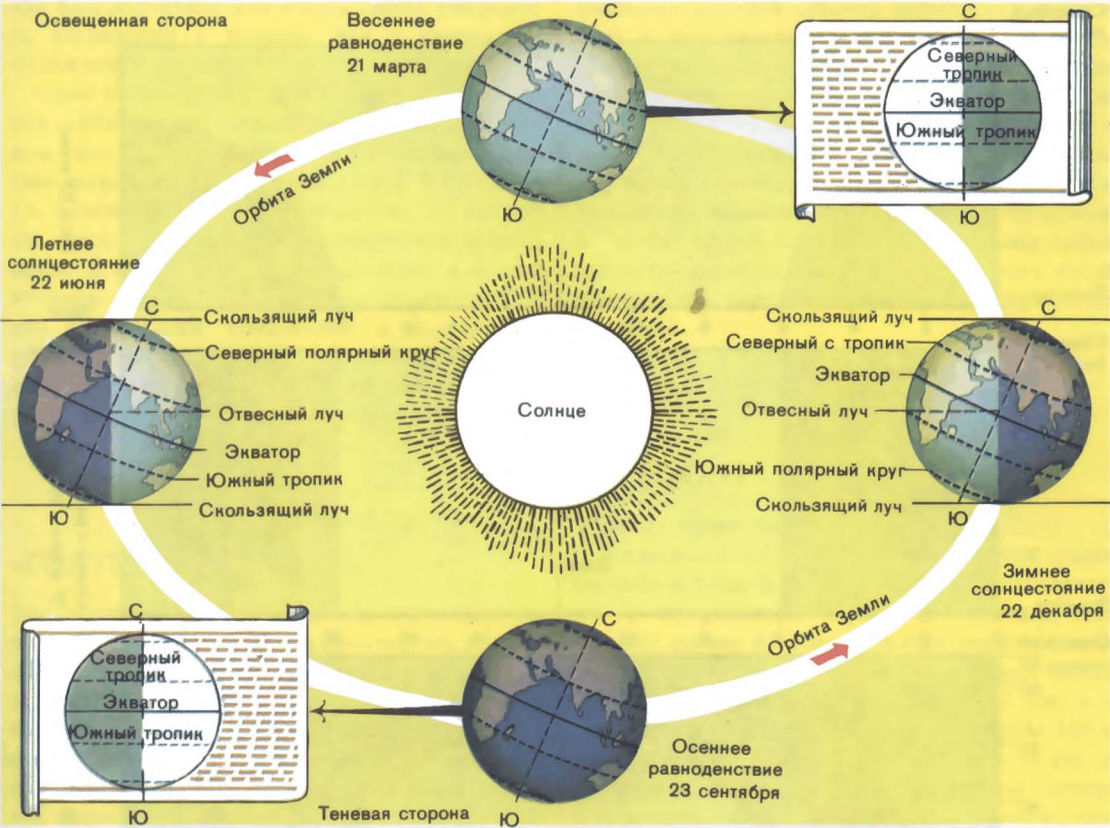 Освещенная сторона
Весеннее
равноденствие
21 марта
С
Ю
С
Северный
тропик
Экватор
Южный тропик
Ю
Орбита Земли
Летнее
солнцестояние
22 июня
С
Скользящий луч
Северный полярный круг
Отвесный луч
Экватор
Южный тропик
Скользящий луч
Ю
Солнце
С
Скользящий луч
Северный с тропик
Экватор
Отвесный луч
Южный полярный круг
Скользящий луч
Ю
Зимнее
солнцестояние
22 декабря
Орбита Земли
С
Северный
тропик
Экватор
Южный тропик
Ю
С
Ю
Осеннее
равноденствие
23 сентября
Теневая сторона